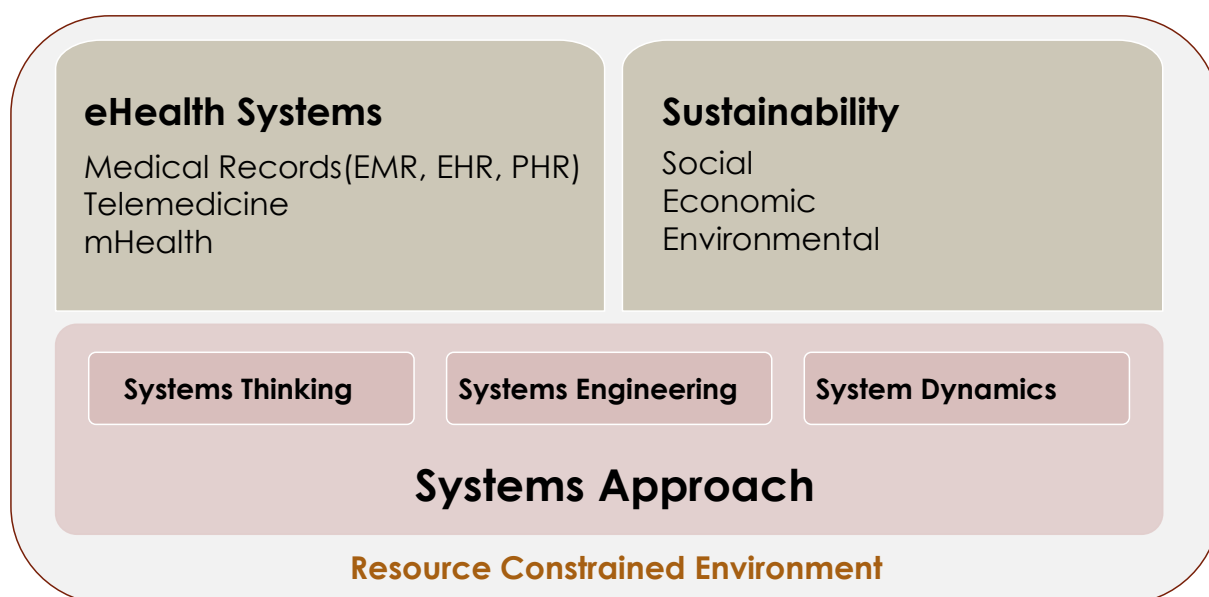 eHealth Systems
Medical Records(EMR, EHR, PHR)
Telemedicine
mHealth
Sustainability
Social
Economic
Environmental
Systems Thinking
Systems Engineering
System Dynamics
Systems Approach
Resource Constrained Environment